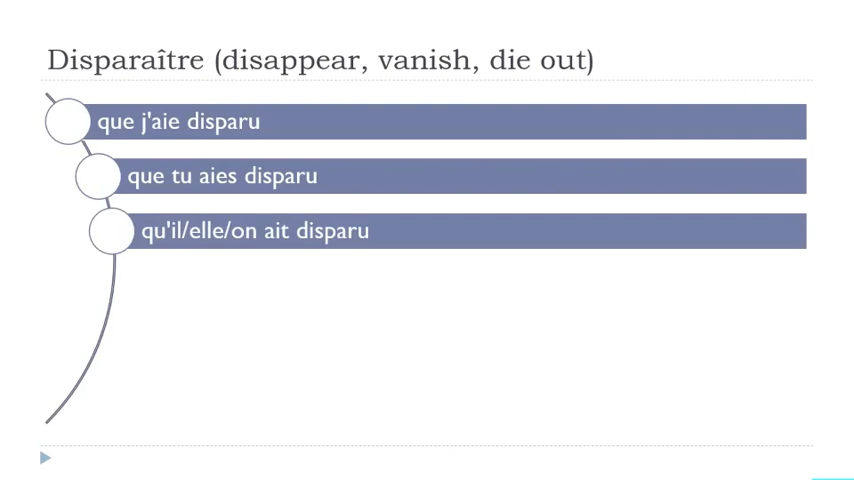 Disparaître (disappear, vanish, die out)
que j'aie disparu
que tu aies disparu
qu'il/elle/on ait disparu